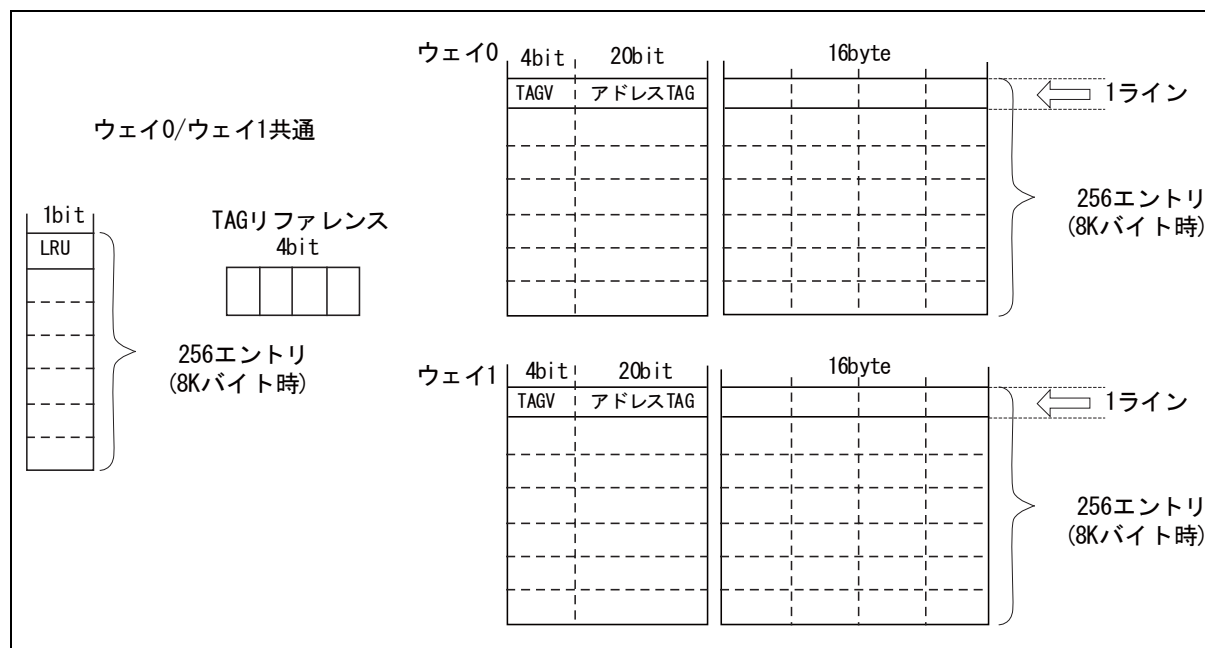 ウェイ0/ウェイ1共通
1bit
LRU
256エントリ
(8Kバイト時)
TAGリファレンス
4bit
ウェイ0
4bit
20bit
16byte
TAGV
アドレスTAG
1ライン
256エントリ
(8Kバイト時)
ウェイ1
4bit
20bit
16byte
TAGV
アドレスTAG
1ライン
256エントリ
(8Kバイト時)